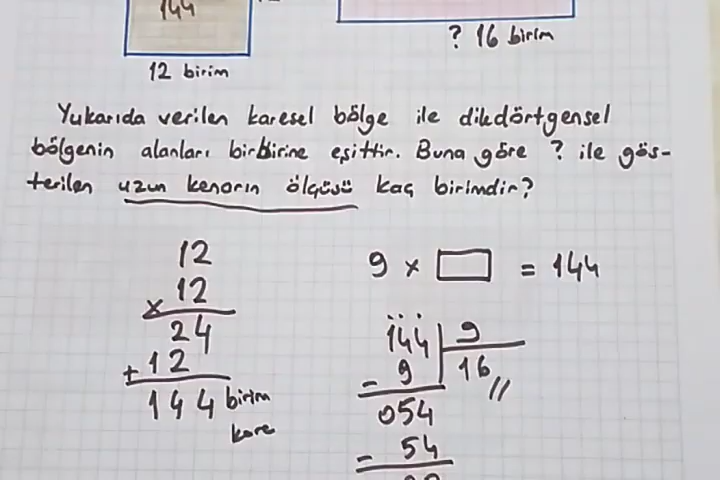 144
12 birim
? 16 birim
Yukarıda verilen karesel bölge ile dikdörtgensel
bölgenin alanları birbirine eşittir. Buna göre ? ile gös-
terilen uzun kenarın ölçüsü kaç birimdir?
12
x 12
24
+ 12
144 birim
kare
9 x = 144
144 9
- 9 16 //
054
- 54